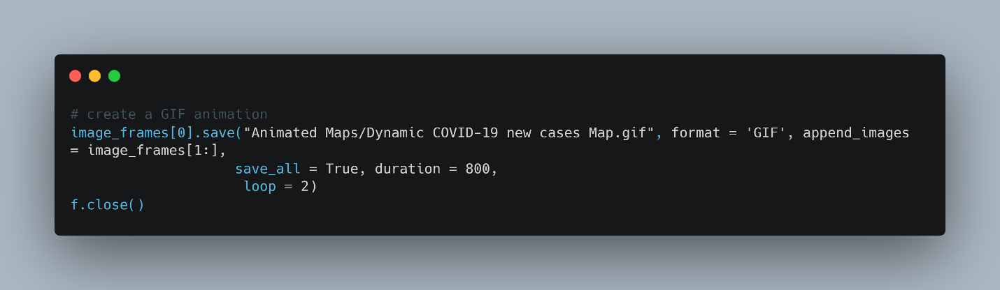 # create a GIF animation
image_frames[0].save("Animated Maps/Dynamic COVID-19 new cases Map.gif", format = 'GIF', append_images
= image_frames[1:],
                    save_all = True, duration = 800,
                     loop = 2)
f.close()